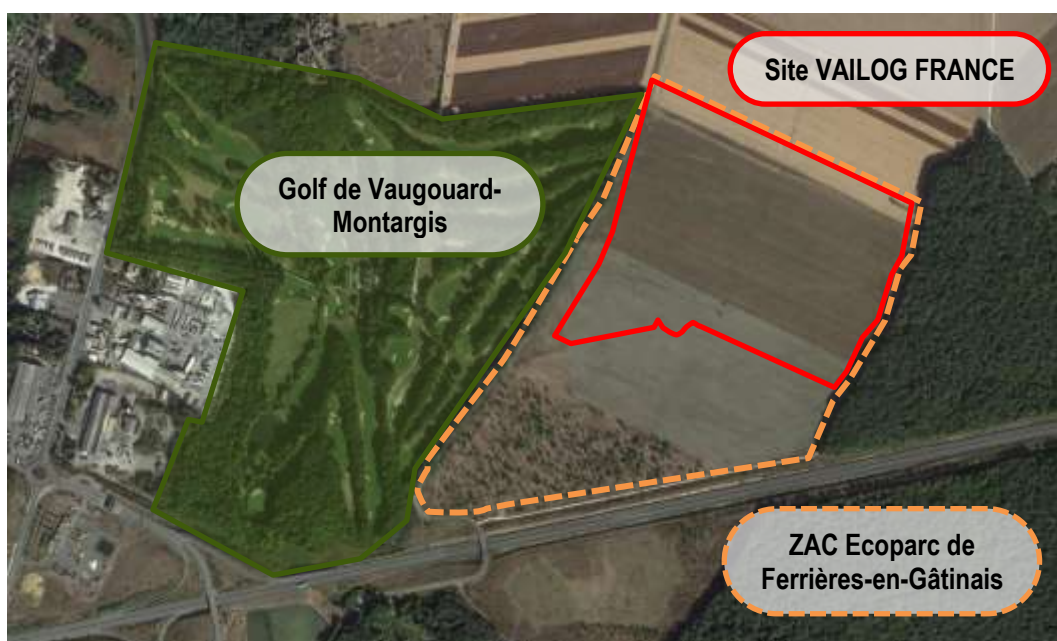 Site VAILOG FRANCE
Golf de Vaugouard-
Montargis
ZAC Ecoparc de
Ferrières-en-Gâtinais